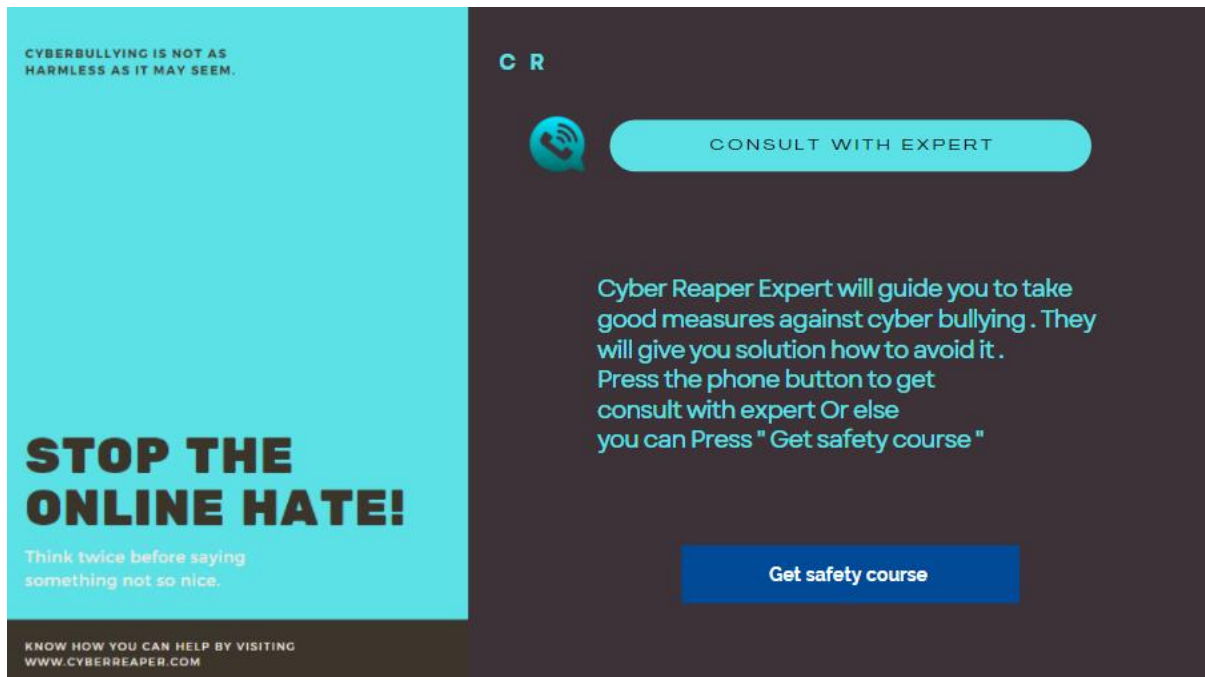 CYBERBULLYING IS NOT AS
HARMLESS AS IT MAY SEEM.
STOP THE
ONLINE HATE!
Think twice before saying
something not so nice.
KNOW HOW YOU CAN HELP BY VISITING
WWW.CYBERREAPER.COM
C R
CONSULT WITH EXPERT
Cyber Reaper Expert will guide you to take
good measures against cyber bullying . They
will give you solution how to avoid it .
Press the phone button to get
consult with expert Or else
you can Press " Get safety course "
Get safety course